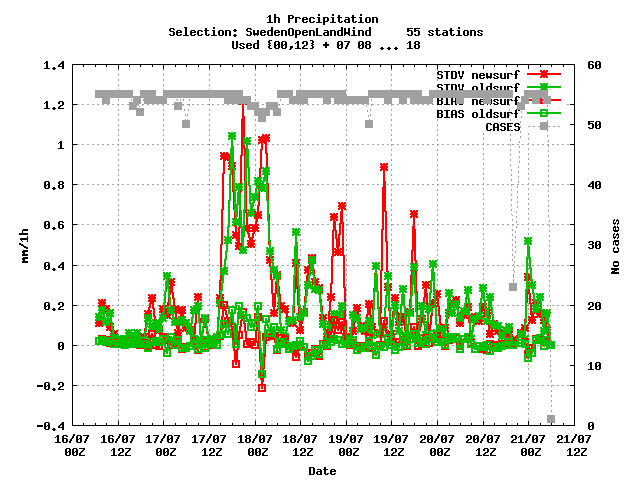 1h Precipitation
Selection: SwedenOpenLandWind     55 stations
Used {00,12} + 07 08 ... 18
STDV newsurf
STDV oldsurf
BIAS newsurf
BIAS oldsurf
CASES
1.4
1.2
1
0.8
0.6
0.4
0.2
0
-0.2
-0.4
mm/1h
60
50
40
30
20
10
0
No cases
16/07 16/07 17/07 17/07 18/07 18/07 19/07 19/07 20/07 20/07 21/07 21/07
00Z 12Z 00Z 12Z 00Z 12Z 00Z 12Z 00Z 12Z 00Z 12Z
Date